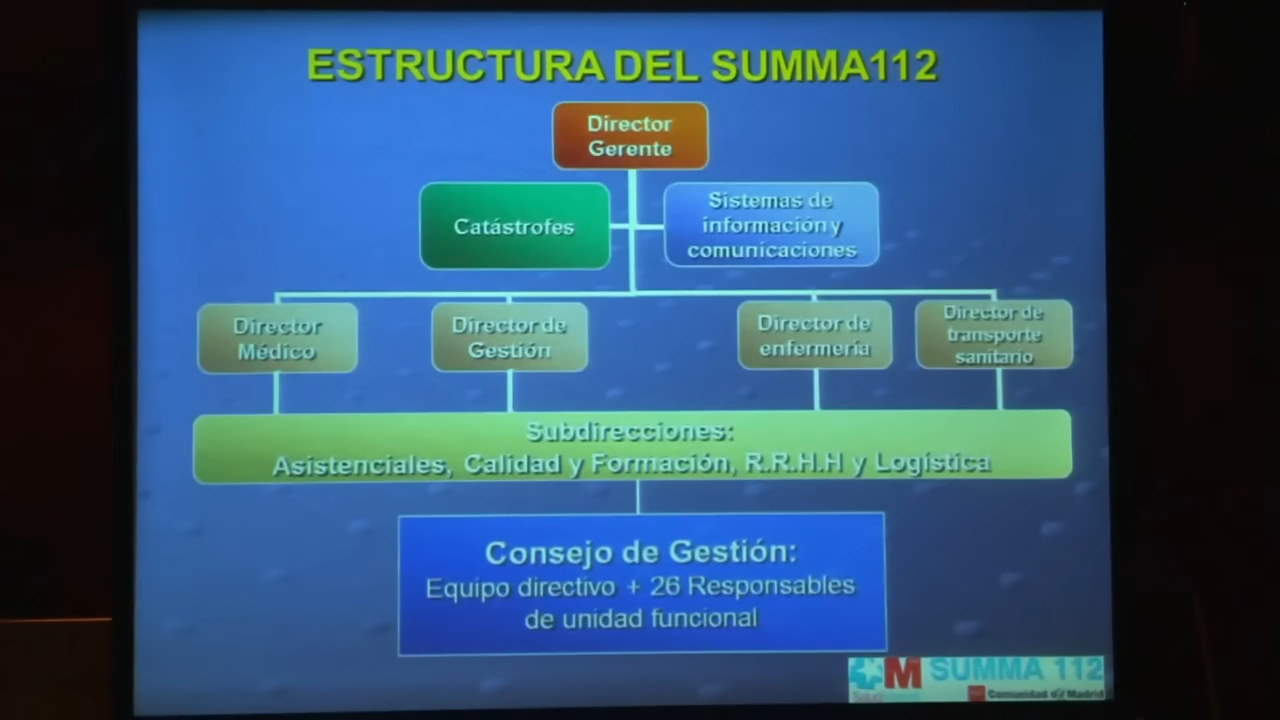 ESTRUCTURA DEL SUMMA112
Director
Gerente
Catástrofes
Sistemas de
información y
comunicaciones
Director
Médico
Director de
Gestión
Director de
enfermería
Director de
transporte
sanitario
Subdirecciones:
Asistenciales, Calidad y Formación, R.R.H.H y Logística
Consejo de Gestión:
Equipo directivo + 26 Responsables
de unidad funcional
M SUMMA 112
Salud
Comunidad de Madrid